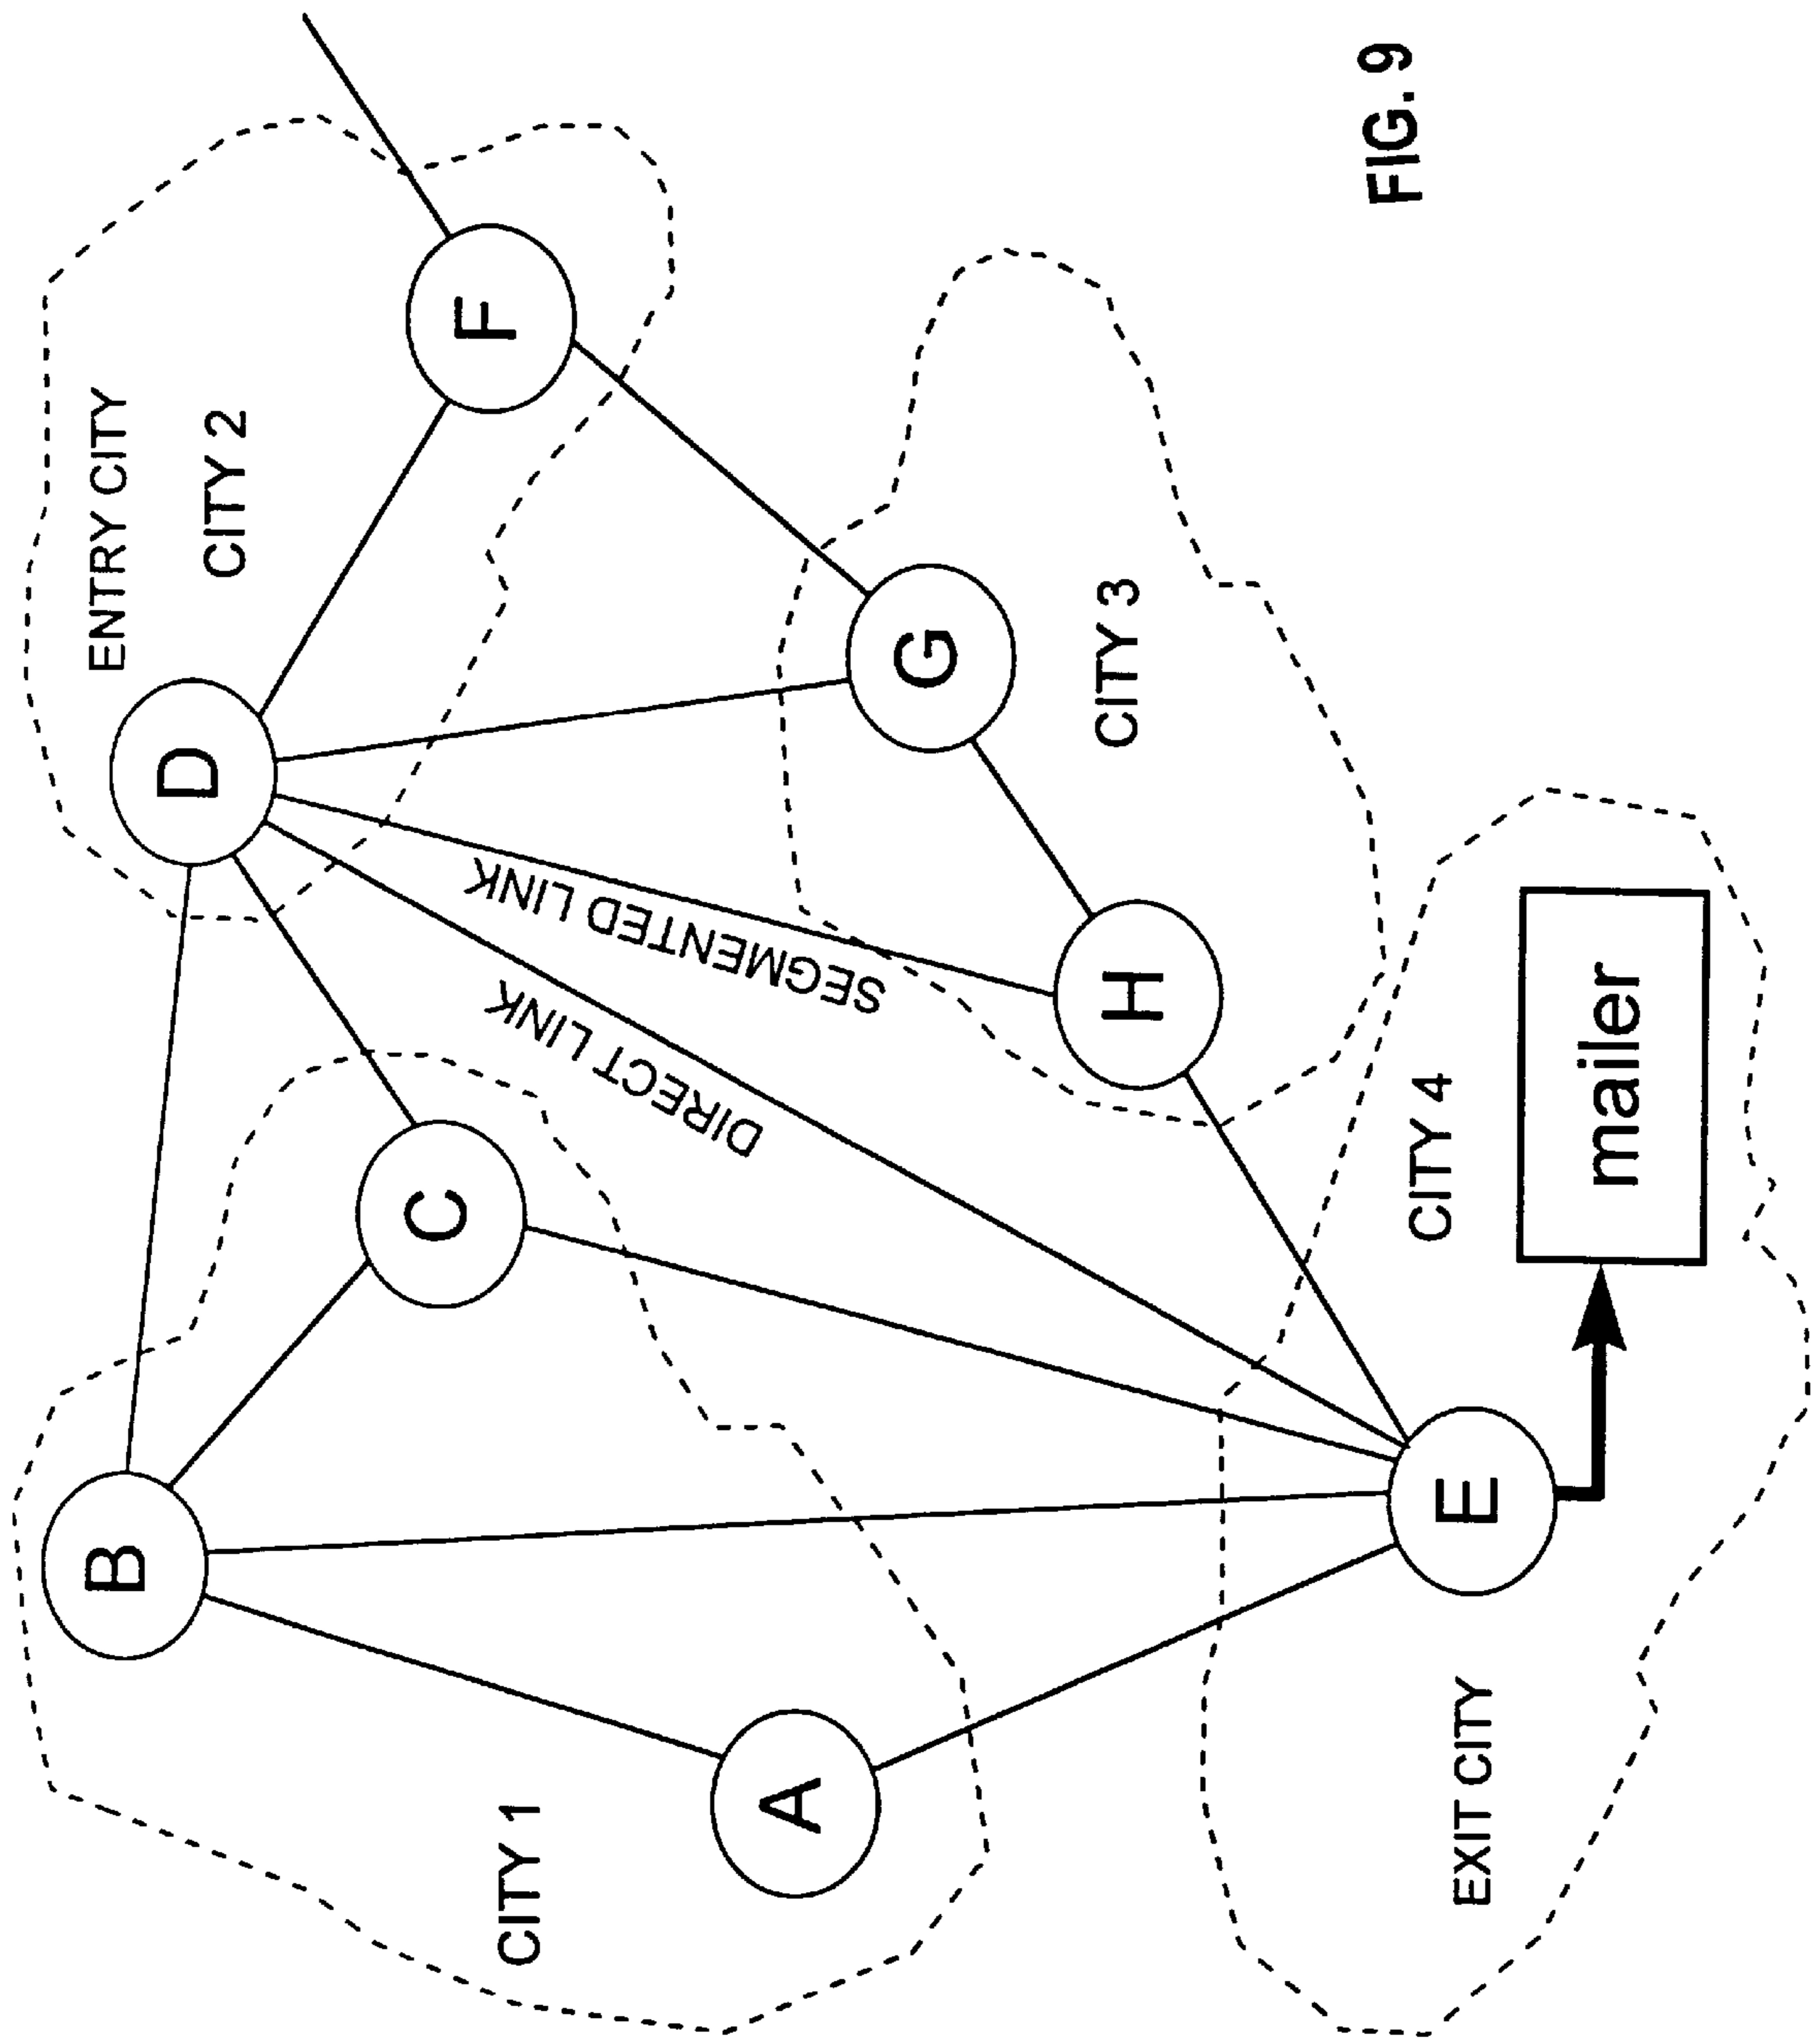 B
D
ENTRY CITY
CITY 2
F
C
SEGMENTED LINK
DIRECT LINK
CITY 1
A
G
CITY 3
H
CITY 4
EXIT CITY
E
mailer
FIG. 9